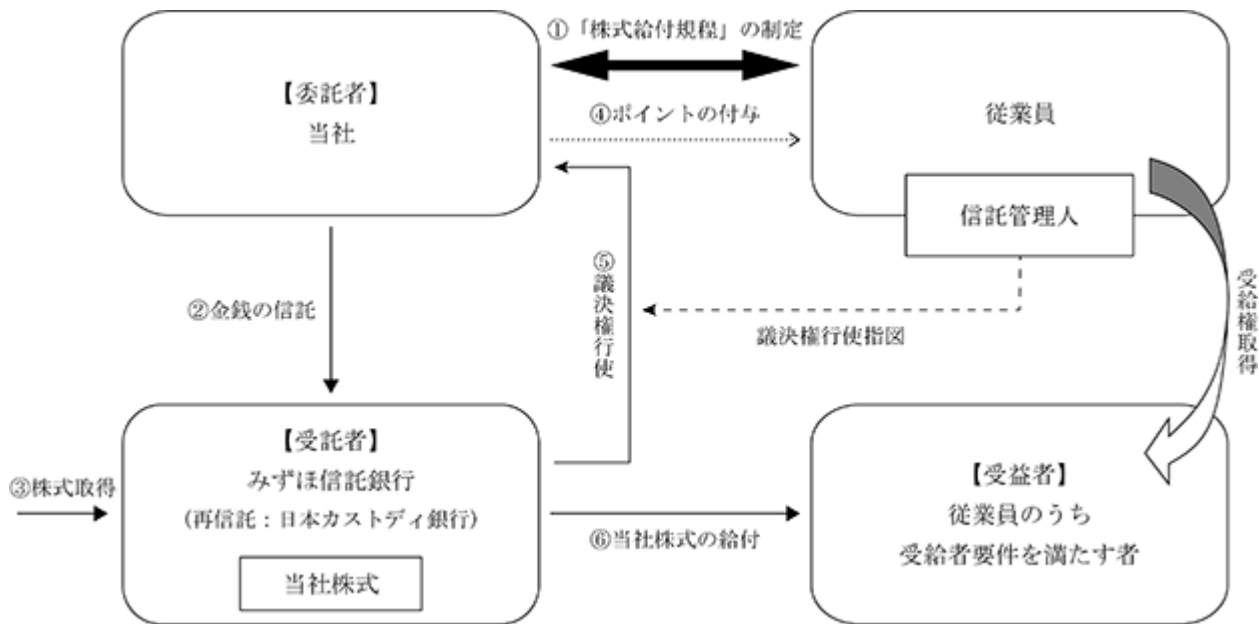 ①「株式給付規程」の制定
【委託者】
当社
④ポイントの付与
従業員
信託管理人
②金銭の信託
⑤議決権行使
議決権行使指図
受給権取得
③株式取得
【受託者】
みずほ信託銀行
(再信託：日本カストディ銀行)
当社株式
⑥当社株式の給付
【受益者】
従業員のうち
受給者要件を満たす者